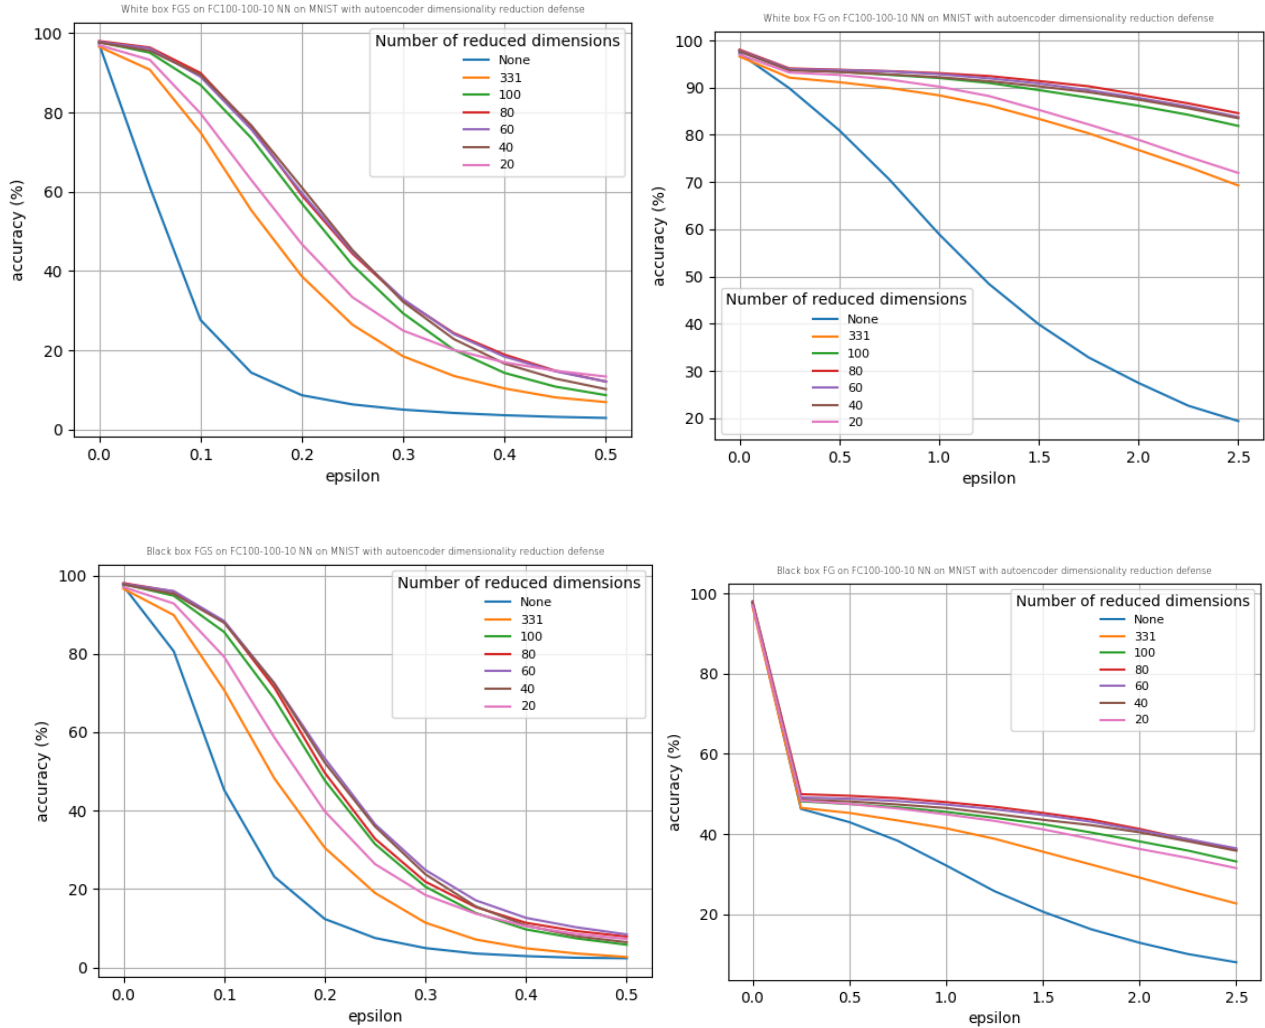 White box FGS on FC100-100-10 NN on MNIST with autoencoder dimensionality reduction defense
100
80
60
40
20
0
accuracy (%)
Number of reduced dimensions
None
331
100
80
60
40
20
0.0 0.1 0.2 0.3 0.4 0.5
epsilon
White box FG on FC100-100-10 NN on MNIST with autoencoder dimensionality reduction defense
100
90
80
70
60
50
40
30
20
accuracy (%)
Number of reduced dimensions
None
331
100
80
60
40
20
0.0 0.5 1.0 1.5 2.0 2.5
epsilon
Black box FGS on FC100-100-10 NN on MNIST with autoencoder dimensionality reduction defense
100
80
60
40
20
0
accuracy (%)
Number of reduced dimensions
None
331
100
80
60
40
20
0.0 0.1 0.2 0.3 0.4 0.5
epsilon
Black box FG on FC100-100-10 NN on MNIST with autoencoder dimensionality reduction defense
100
80
60
40
20
accuracy (%)
Number of reduced dimensions
None
331
100
80
60
40
20
0.0 0.5 1.0 1.5 2.0 2.5
epsilon